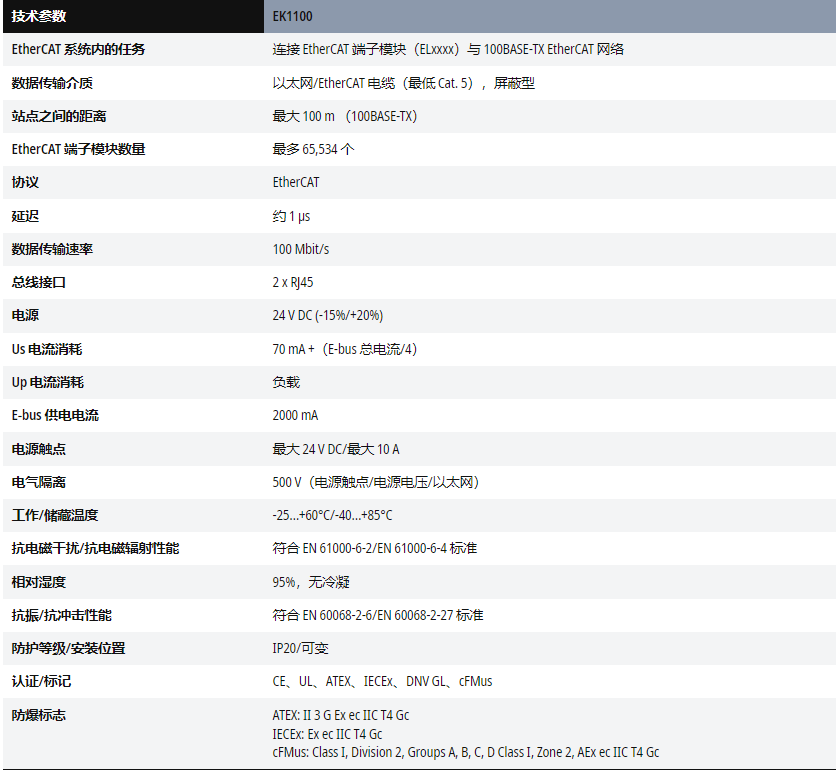 技术参数 EK1100
EtherCAT 系统内的任务 连接 EtherCAT 端子模块（ELxxxx）与 100BASE-TX EtherCAT 网络
数据传输介质 以太网/EtherCAT 电缆（最低 Cat. 5），屏蔽型
站点之间的距离 最大 100 m （100BASE-TX）
EtherCAT 端子模块数量 最多 65,534 个
协议 EtherCAT
延迟 约 1 µs
数据传输速率 100 Mbit/s
总线接口 2 x RJ45
电源 24 V DC (-15%/+20%)
Us 电流消耗 70 mA +（E-bus 总电流/4）
Up 电流消耗 负载
E-bus 供电电流 2000 mA
电源触点 最大 24 V DC/最大 10 A
电气隔离 500 V（电源触点/电源电压/以太网）
工作/储藏温度 -25…+60°C/-40…+85°C
抗电磁干扰/抗电磁辐射性能 符合 EN 61000-6-2/EN 61000-6-4 标准
相对湿度 95%，无冷凝
抗振/抗冲击性能 符合 EN 60068-2-6/EN 60068-2-27 标准
防护等级/安装位置 IP20/可变
认证/标记 CE、UL、ATEX、IECEx、DNV GL、cFMus
防爆标志 ATEX: II 3 G Ex ec IIC T4 Gc
IECEx: Ex ec IIC T4 Gc
cFMus: Class I, Division 2, Groups A, B, C, D Class I, Zone 2, AEx ec IIC T4 Gc